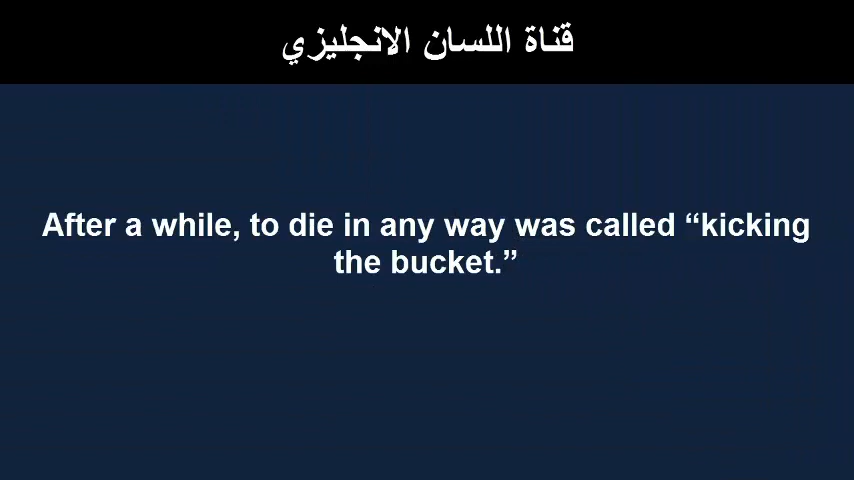 قناة اللسان الانجليزي
After a while, to die in any way was called “kicking
the bucket.”